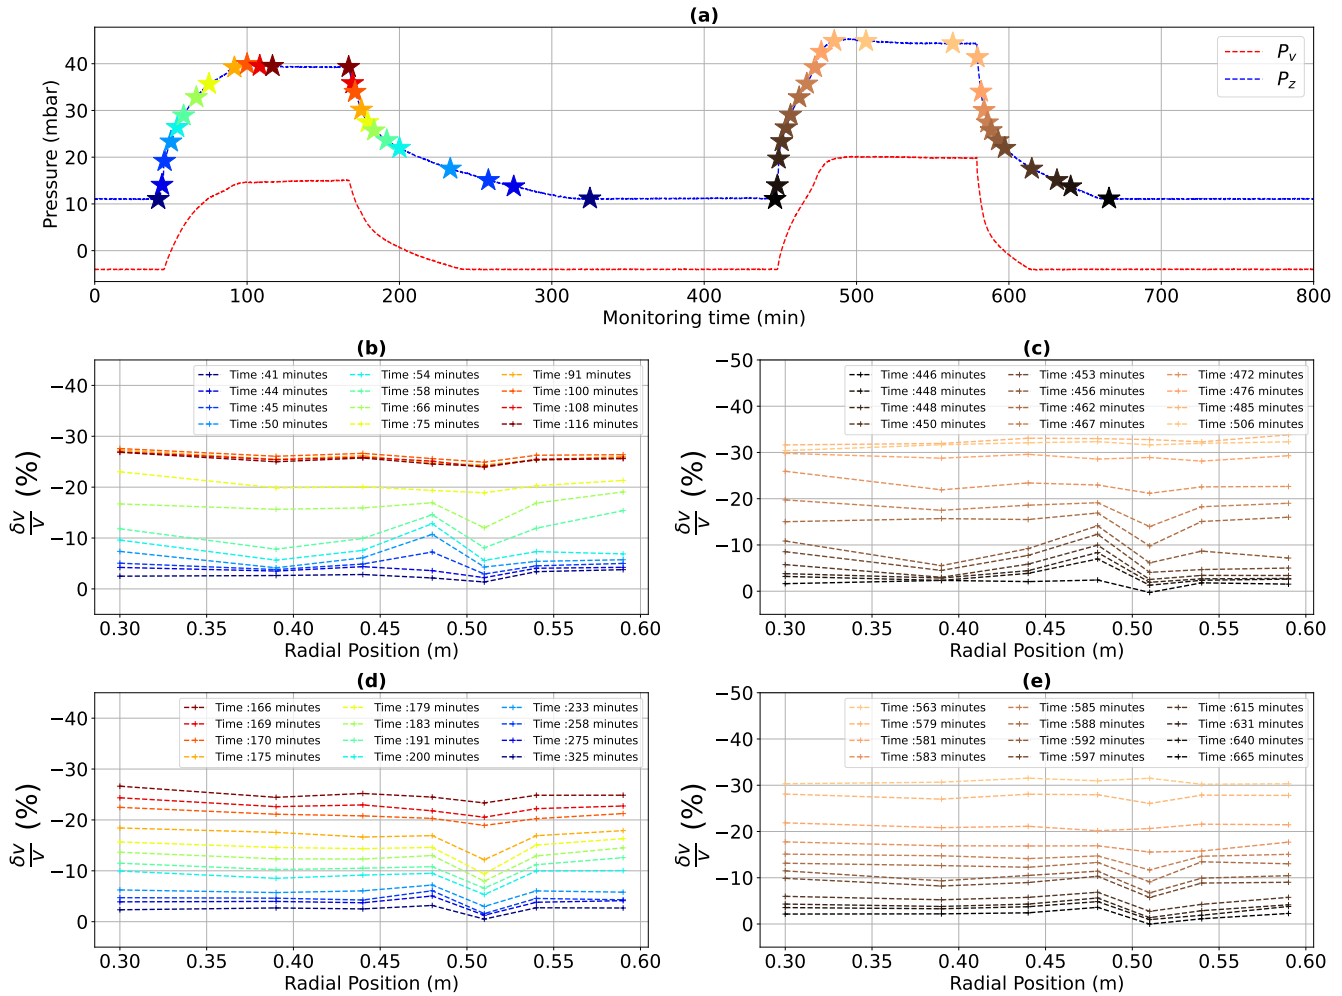 (a)
Pressure (mbar)
40
30
20
10
0
P_v
P_z
0 100 200 300 400 500 600 700 800
Monitoring time (min)
(b)
δv/v (%)
−40
−30
−20
−10
0
Time :41 minutes Time :54 minutes Time :91 minutes
Time :44 minutes Time :58 minutes Time :100 minutes
Time :45 minutes Time :66 minutes Time :108 minutes
Time :50 minutes Time :75 minutes Time :116 minutes
0.30 0.35 0.40 0.45 0.50 0.55 0.60
Radial Position (m)
(c)
δv/v (%)
−50
−40
−30
−20
−10
0
Time :446 minutes Time :453 minutes Time :472 minutes
Time :448 minutes Time :456 minutes Time :476 minutes
Time :448 minutes Time :462 minutes Time :485 minutes
Time :450 minutes Time :467 minutes Time :506 minutes
0.30 0.35 0.40 0.45 0.50 0.55 0.60
Radial Position (m)
(d)
δv/v (%)
−40
−30
−20
−10
0
Time :166 minutes Time :179 minutes Time :233 minutes
Time :169 minutes Time :183 minutes Time :258 minutes
Time :170 minutes Time :191 minutes Time :275 minutes
Time :175 minutes Time :200 minutes Time :325 minutes
0.30 0.35 0.40 0.45 0.50 0.55 0.60
Radial Position (m)
(e)
δv/v (%)
−50
−40
−30
−20
−10
0
Time :563 minutes Time :585 minutes Time :615 minutes
Time :579 minutes Time :588 minutes Time :631 minutes
Time :581 minutes Time :592 minutes Time :640 minutes
Time :583 minutes Time :597 minutes Time :665 minutes
0.30 0.35 0.40 0.45 0.50 0.55 0.60
Radial Position (m)